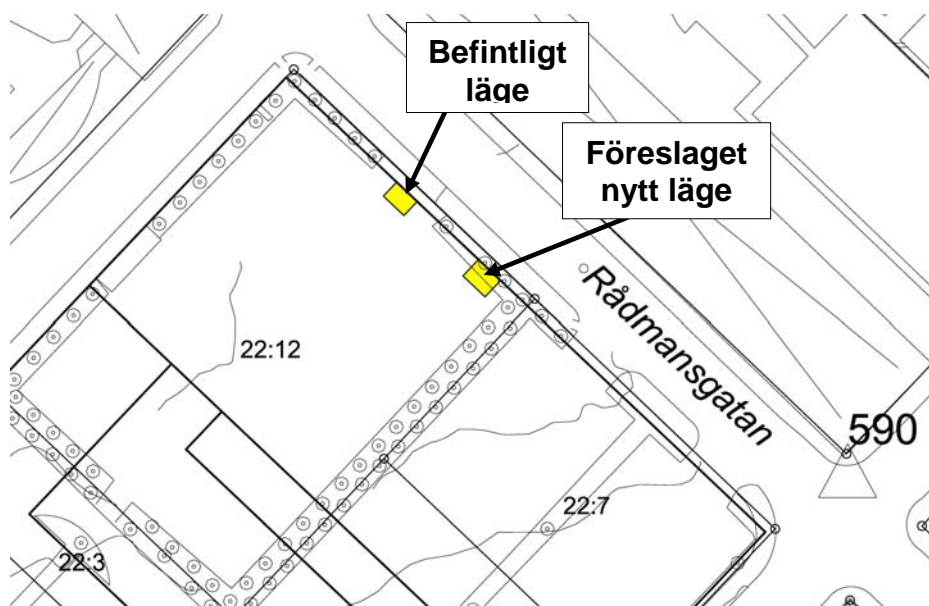 Befintligt
läge
Föreslaget
nytt läge
Rådmansgatan
590
22:12
22:7
22:3